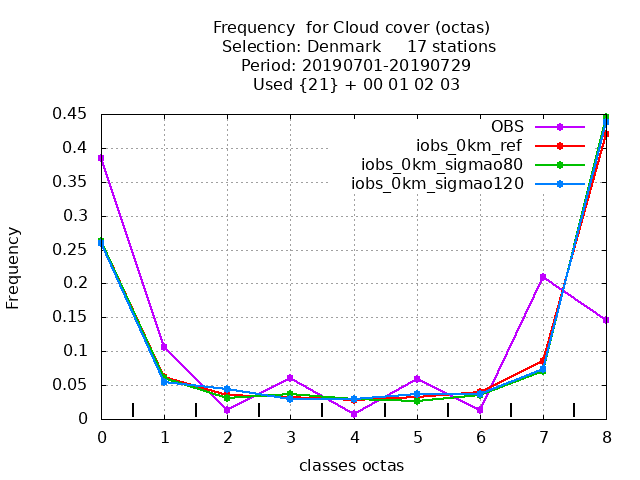 Frequency  for Cloud cover (octas)
Selection: Denmark     17 stations
Period: 20190701-20190729
Used {21} + 00 01 02 03
OBS
iobs_0km_ref
iobs_0km_sigmao80
iobs_0km_sigmao120
0.45
0.4
0.35
0.3
0.25
0.2
0.15
0.1
0.05
0
Frequency
0 1 2 3 4 5 6 7 8
classes octas